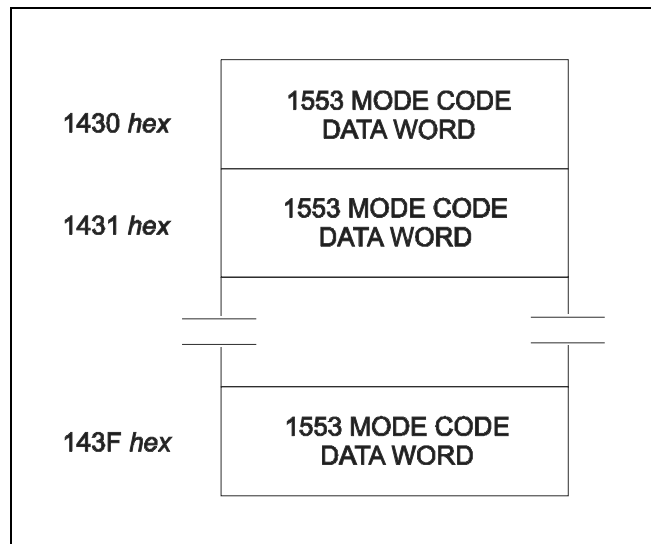 1430 hex
1553 MODE CODE
DATA WORD
1431 hex
1553 MODE CODE
DATA WORD
143F hex
1553 MODE CODE
DATA WORD